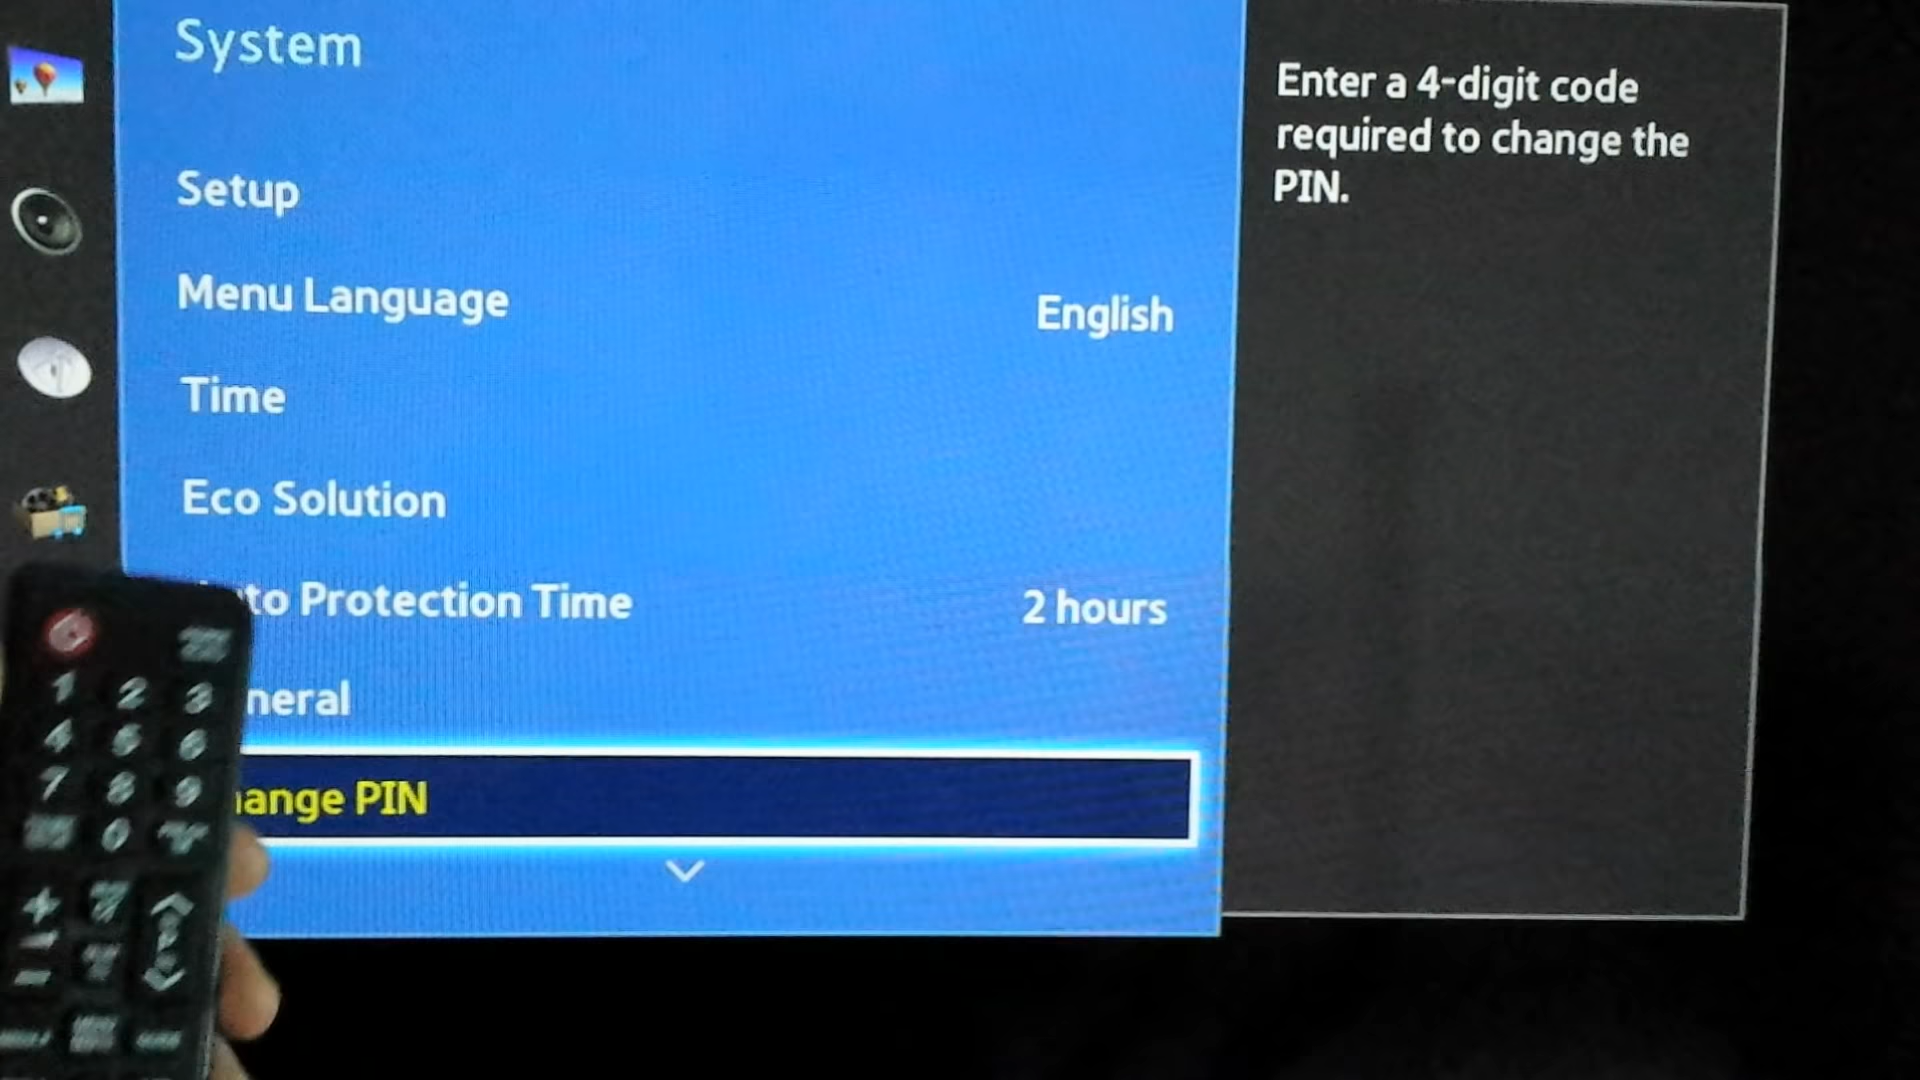 System
Setup
Menu Language English
Time
Eco Solution
to Protection Time 2 hours
neral
ange PIN
Enter a 4-digit code
required to change the
PIN.
1 2 3
4 5 6
7 8 9
0